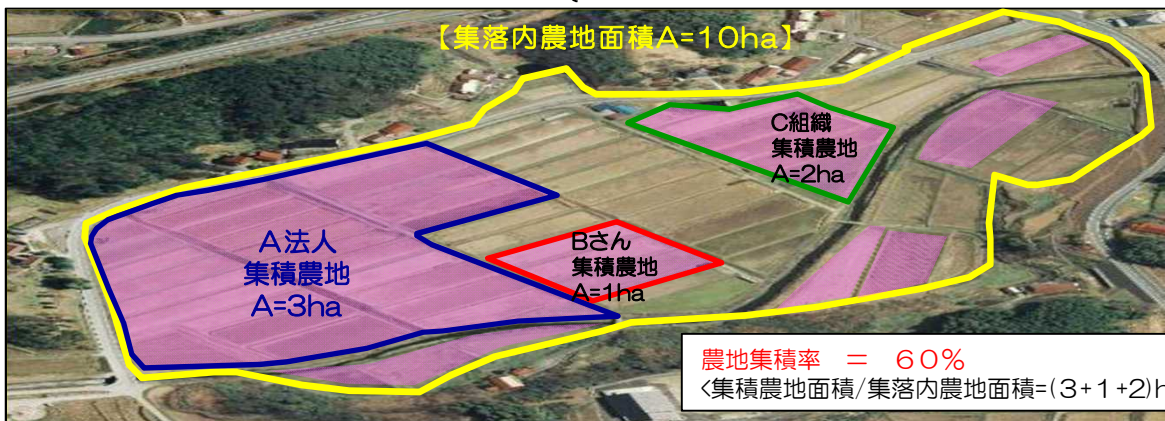 【集落内農地面積A=10ha】
C組織
集積農地
A=2ha
A法人
集積農地
A=3ha
Bさん
集積農地
A=1ha
農地集積率 = 60%
<集積農地面積/集落内農地面積=(3+1+2)h